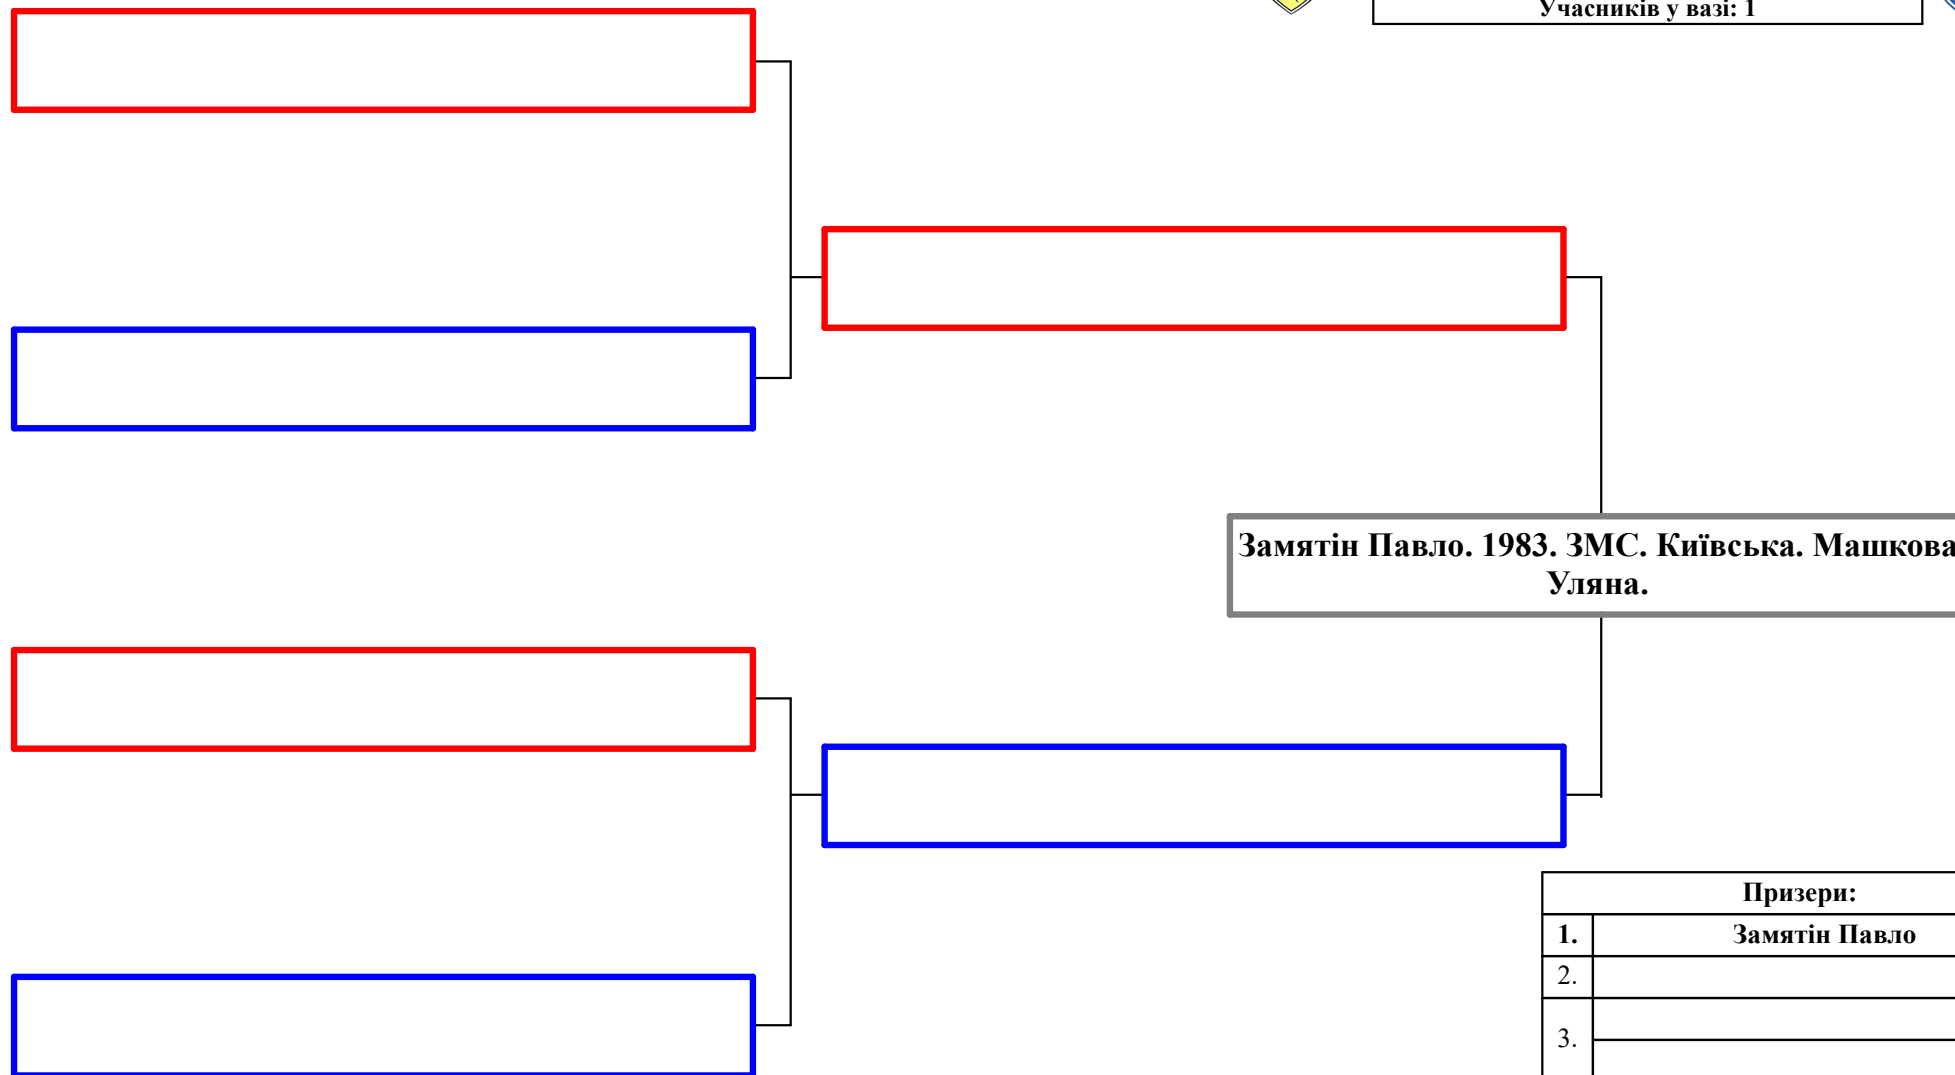 Учасників у вазі: 1
Замятін Павло. 1983. ЗМС. Київська. Машкова
Уляна.
Призери:
1. Замятін Павло
2.
3.